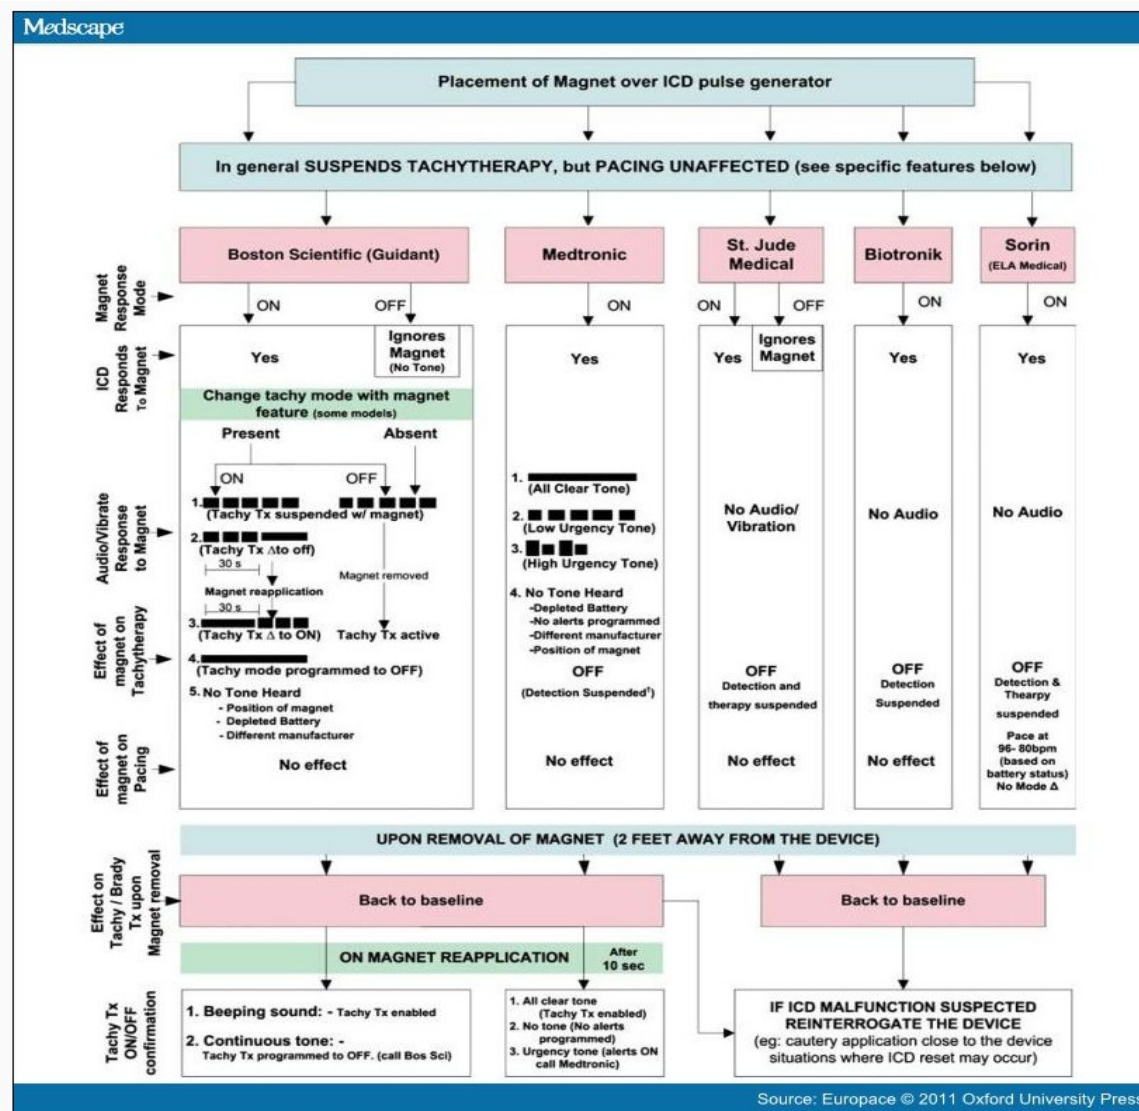 Medscape
Placement of Magnet over ICD pulse generator
In general SUSPENDS TACHYTHERAPY, but PACING UNAFFECTED (see specific features below)
Boston Scientific (Guidant)
Medtronic
St. Jude
Medical
Biotronik
Sorin
(ELA Medical)
Magnet
Response
Mode
ON
OFF
ON
ON
OFF
ON
ON
ICD
Responds
To Magnet
Yes
Ignores
Magnet
(No Tone)
Yes
Yes
Ignores
Magnet
Yes
Yes
Change tachy mode with magnet
feature (some models)
Present
Absent
ON
OFF
Audio/Vibrate
Response
to Magnet
1.
(Tachy Tx suspended w/ magnet)
2.
(Tachy Tx Δto off)
30 s
Magnet reapplication
Magnet removed
30 s
3.
(Tachy Tx Δ to ON)
Tachy Tx active
4.
(Tachy mode programmed to OFF)
5. No Tone Heard
- Position of magnet
- Depleted Battery
- Different manufacturer
1.
(All Clear Tone)
2.
(Low Urgency Tone)
3.
(High Urgency Tone)
4. No Tone Heard
-Depleted Battery
-No alerts programmed
-Different manufacturer
-Position of magnet
No Audio/
Vibration
No Audio
No Audio
Effect of
magnet on
Tachytherapy
OFF
(Detection Suspended†)
OFF
Detection and
therapy suspended
OFF
Detection
Suspended
OFF
Detection &
Thearpy
suspended
Effect of
magnet on
Pacing
No effect
No effect
No effect
No effect
Pace at
96- 80bpm
(based on
battery status)
No Mode Δ
UPON REMOVAL OF MAGNET (2 FEET AWAY FROM THE DEVICE)
Effect on
Tachy / Brady
Tx upon
Magnet removal
Back to baseline
Back to baseline
ON MAGNET REAPPLICATION
After
10 sec
Tachy Tx
ON/OFF
confirmation
1. Beeping sound: - Tachy Tx enabled
2. Continuous tone: -
Tachy Tx programmed to OFF. (call Bos Sci)
1. All clear tone
(Tachy Tx enabled)
2. No tone (No alerts
programmed)
3. Urgency tone (alerts ON
call Medtronic)
IF ICD MALFUNCTION SUSPECTED
REINTERROGATE THE DEVICE
(eg: cautery application close to the device
situations where ICD reset may occur)
Source: Europace © 2011 Oxford University Press